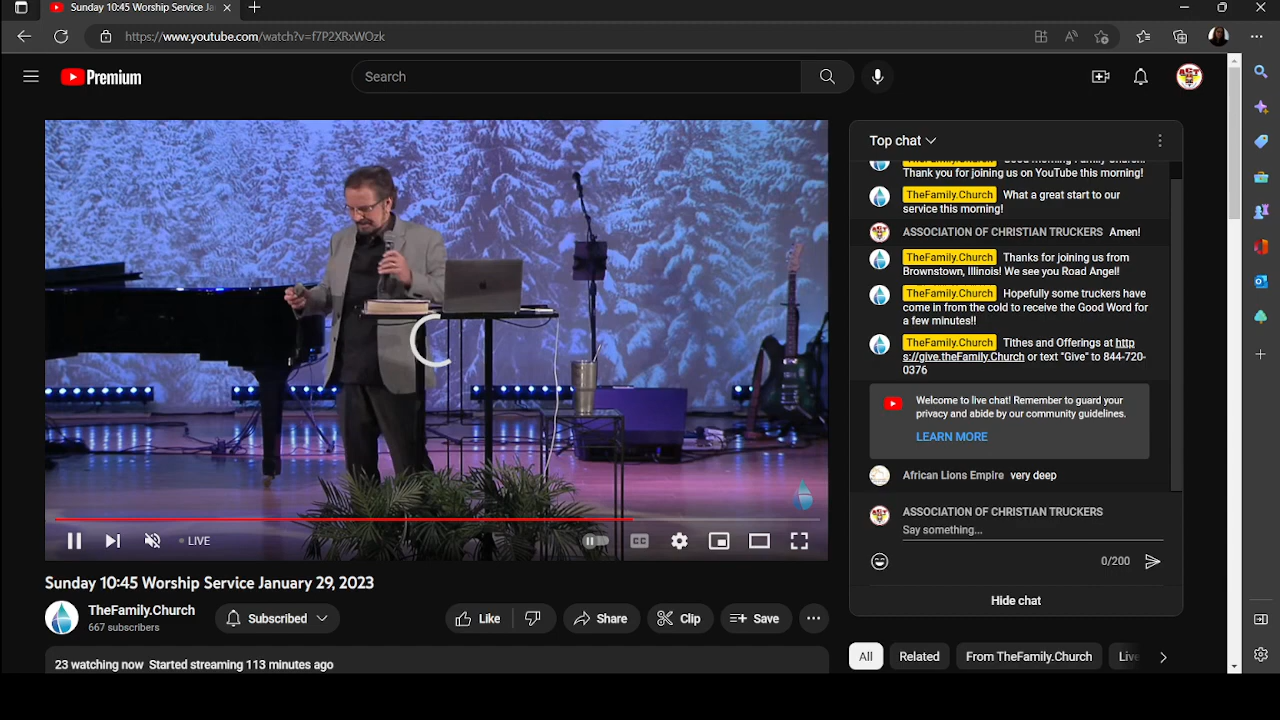 Sunday 10:45 Worship Service Ja
https://www.youtube.com/watch?v=f7P2XRxWOzk
Premium
Search
Top chat
TheFamily.Church Good morning Family Church!
Thank you for joining us on YouTube this morning!
TheFamily.Church What a great start to our
service this morning!
ASSOCIATION OF CHRISTIAN TRUCKERS Amen!
TheFamily.Church Thanks for joining us from
Brownstown, Illinois! We see you Road Angel!
TheFamily.Church Hopefully some truckers have
come in from the cold to receive the Good Word for
a few minutes!!
TheFamily.Church Tithes and Offerings at http
s://give.theFamily.Church or text "Give" to 844-720-
0376
Welcome to live chat! Remember to guard your
privacy and abide by our community guidelines.
LEARN MORE
African Lions Empire very deep
ASSOCIATION OF CHRISTIAN TRUCKERS
Say something...
0/200
Hide chat
LIVE
CC
Sunday 10:45 Worship Service January 29, 2023
TheFamily.Church
667 subscribers
Subscribed
Like
Share
Clip
Save
23 watching now Started streaming 113 minutes ago
All
Related
From TheFamily.Church
Live